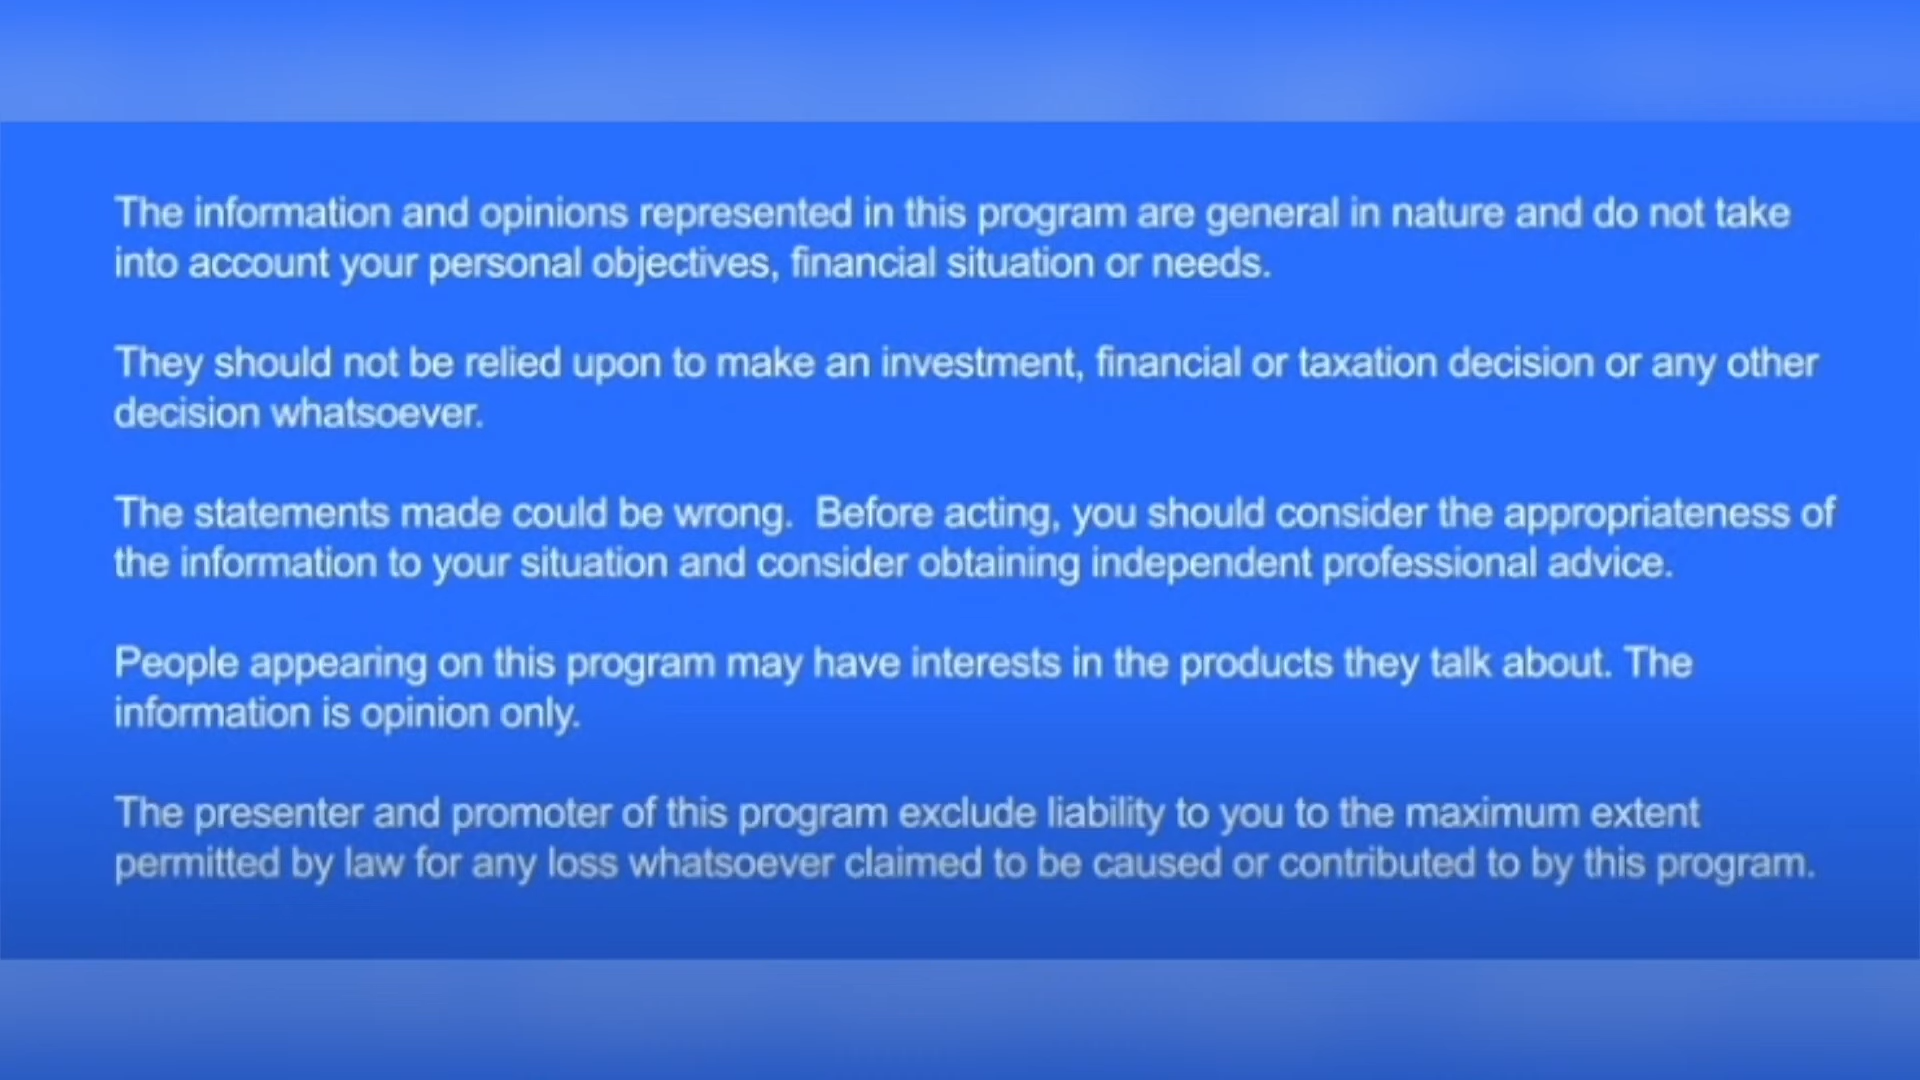 The information and opinions represented in this program are general in nature and do not take
into account your personal objectives, financial situation or needs.
They should not be relied upon to make an investment, financial or taxation decision or any other
decision whatsoever.
The statements made could be wrong.  Before acting, you should consider the appropriateness of
the information to your situation and consider obtaining independent professional advice.
People appearing on this program may have interests in the products they talk about. The
information is opinion only.
The presenter and promoter of this program exclude liability to you to the maximum extent
permitted by law for any loss whatsoever claimed to be caused or contributed to by this program.